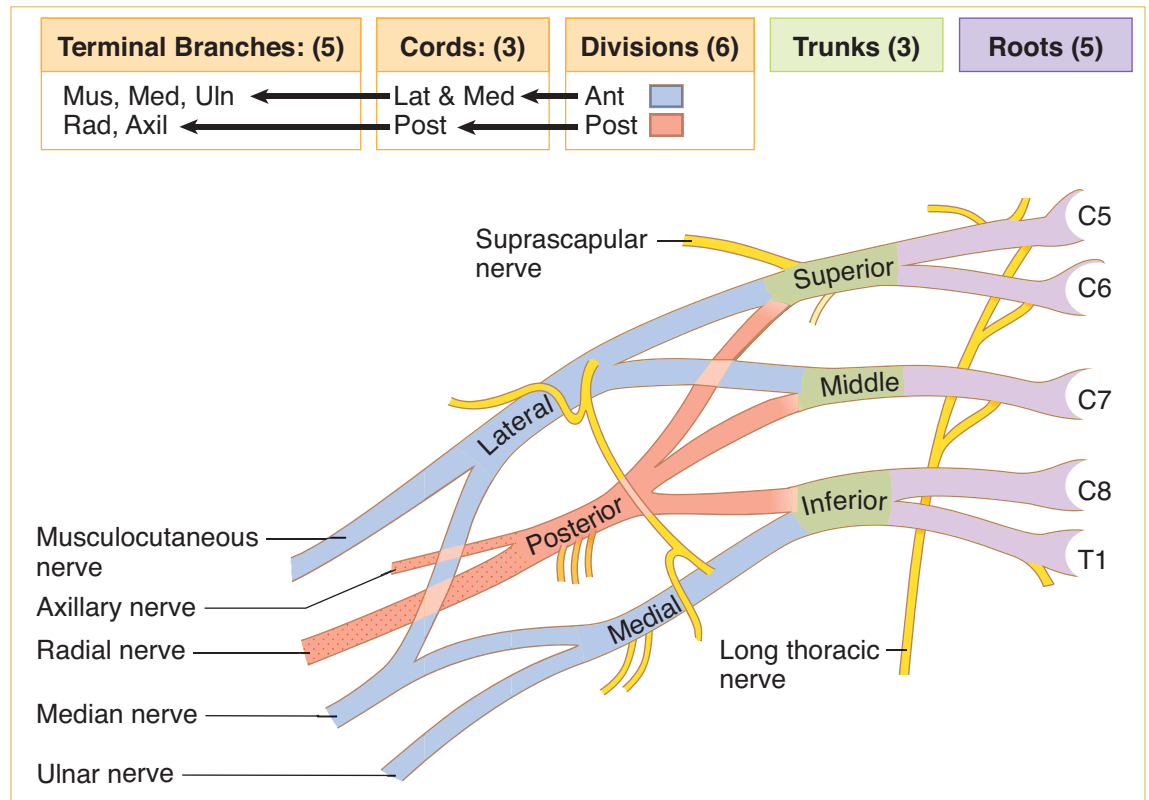 Terminal Branches: (5)
Cords: (3)
Divisions (6)
Trunks (3)
Roots (5)
Mus, Med, Uln
Lat & Med
Ant
Rad, Axil
Post
Post
C5
Suprascapular
nerve
Superior
C6
Middle
C7
Lateral
C8
Inferior
Posterior
Musculocutaneous
nerve
T1
Axillary nerve
Medial
Radial nerve
Long thoracic
nerve
Median nerve
Ulnar nerve